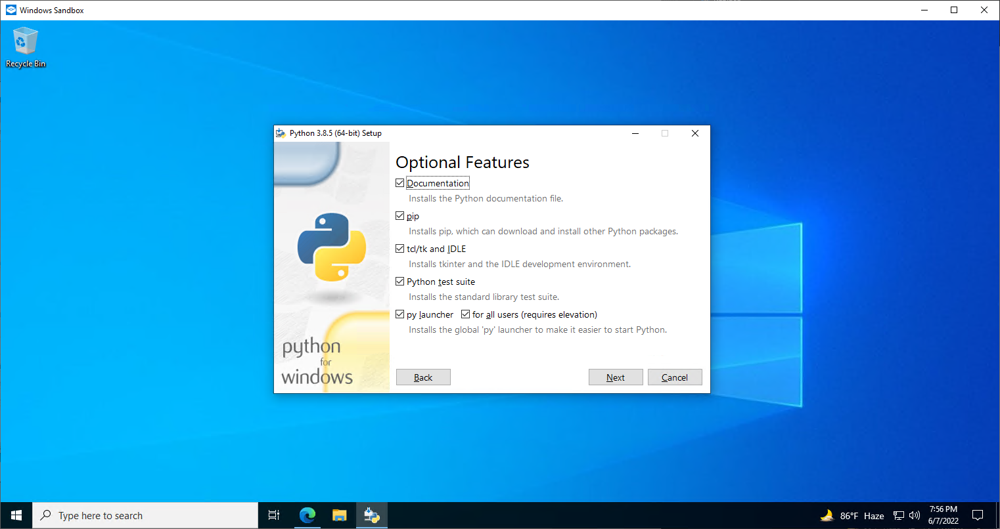 Windows Sandbox
Recycle Bin
Python 3.8.5 (64-bit) Setup
Optional Features
Documentation
Installs the Python documentation file.
pip
Installs pip, which can download and install other Python packages.
tcl/tk and IDLE
Installs tkinter and the IDLE development environment.
Python test suite
Installs the standard library test suite.
py launcher for all users (requires elevation)
Installs the global 'py' launcher to make it easier to start Python.
python
for
windows
Back Next Cancel
Type here to search
86°F Haze
7:56 PM
6/7/2022